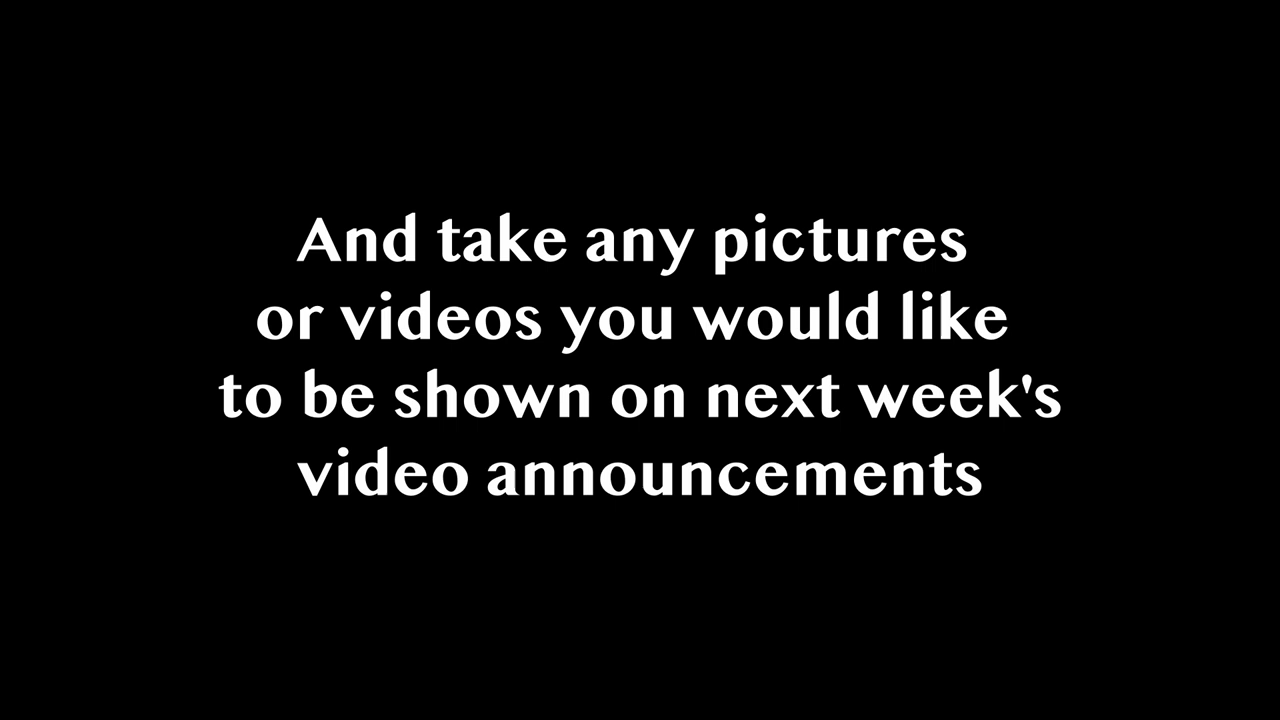 And take any pictures
or videos you would like
to be shown on next week's
video announcements